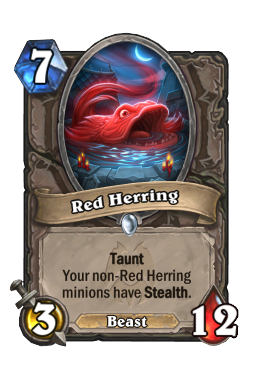 7
Red Herring
Taunt
Your non-Red Herring
minions have Stealth.
3
Beast
12